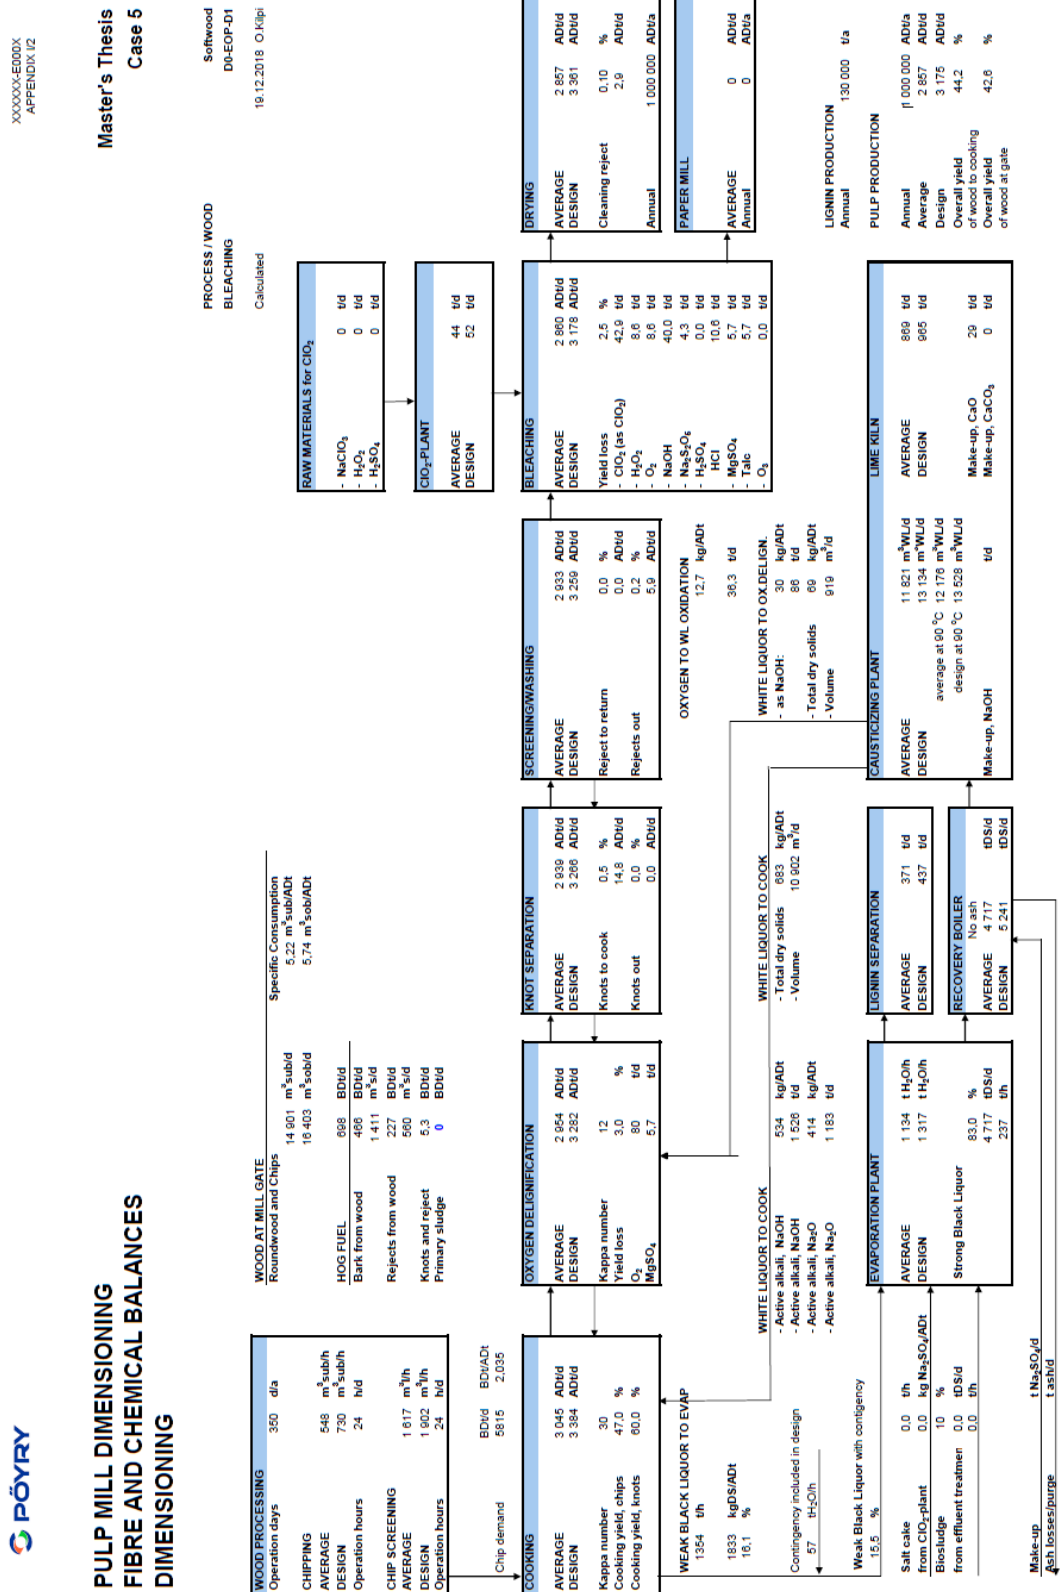 PÖYRY
XXXXXX-E000X
APPENDIX I/2
PULP MILL DIMENSIONING
FIBRE AND CHEMICAL BALANCES
DIMENSIONING
Master's Thesis
Case 5
PROCESS / WOOD Softwood
BLEACHING D0-EOP-D1
Calculated 19.12.2018 O.Kilpi
WOOD PROCESSING
Operation days 350 d/a
CHIPPING
AVERAGE 548 m³sub/h
DESIGN 730 m³sub/h
Operation hours 24 h/d
CHIP SCREENING
AVERAGE 1 617 m³l/h
DESIGN 1 902 m³l/h
Operation hours 24 h/d
BDt/d BDt/ADt
Chip demand 5815 2,035
WOOD AT MILL GATE
Roundwood and Chips Specific Consumption
14 901 m³sub/d 5,22 m³sub/ADt
16 403 m³sob/d 5,74 m³sob/ADt
HOG FUEL 698 BDt/d
Bark from wood 466 BDt/d
1 411 m³s/d
Rejects from wood 227 BDt/d
560 m³s/d
Knots and reject 5,3 BDt/d
Primary sludge 0 BDt/d
RAW MATERIALS for ClO₂
- NaClO₃ 0 t/d
- H₂O₂ 0 t/d
- H₂SO₄ 0 t/d
ClO₂-PLANT
AVERAGE 44 t/d
DESIGN 52 t/d
COOKING
AVERAGE 3 045 ADt/d
DESIGN 3 384 ADt/d
Kappa number 30
Cooking yield, chips 47,0 %
Cooking yield, knots 60,0 %
OXYGEN DELIGNIFICATION
AVERAGE 2 954 ADt/d
DESIGN 3 282 ADt/d
Kappa number 12
Yield loss 3,0 %
O₂ 80 t/d
MgSO₄ 5,7 t/d
KNOT SEPARATION
AVERAGE 2 939 ADt/d
DESIGN 3 266 ADt/d
Knots to cook 0,5 %
14,8 ADt/d
Knots out 0,0 %
0,0 ADt/d
SCREENING/WASHING
AVERAGE 2 933 ADt/d
DESIGN 3 259 ADt/d
Reject to return 0,0 %
0,0 ADt/d
Rejects out 0,2 %
5,9 ADt/d
BLEACHING
AVERAGE 2 860 ADt/d
DESIGN 3 178 ADt/d
Yield loss 2,5 %
- ClO₂ (as ClO₂) 42,9 t/d
- H₂O₂ 8,6 t/d
- O₂ 8,6 t/d
- NaOH 40,0 t/d
- Na₂S₂O₅ 4,3 t/d
- H₂SO₄ 0,0 t/d
HCl 10,6 t/d
- MgSO₄ 5,7 t/d
- Talc 5,7 t/d
- O₃ 0,0 t/d
DRYING
AVERAGE 2 857 ADt/d
DESIGN 3 361 ADt/d
Cleaning reject 0,10 %
2,9 ADt/d
Annual 1 000 000 ADt/a
PAPER MILL
AVERAGE 0 ADt/d
Annual 0 ADt/a
WEAK BLACK LIQUOR TO EVAP
1354 t/h
1833 kgDS/ADt
16,1 %
Contingency included in design
57 tH₂O/h
Weak Black Liquor with contigency
15,5 %
WHITE LIQUOR TO COOK
- Active alkali, NaOH 534 kg/ADt
- Active alkali, NaOH 1 526 t/d
- Active alkali, Na₂O 414 kg/ADt
- Active alkali, Na₂O 1 183 t/d
WHITE LIQUOR TO COOK
- Total dry solids 683 kg/ADt
- Volume 10 902 m³/d
OXYGEN TO WL OXIDATION
12,7 kg/ADt
36,3 t/d
WHITE LIQUOR TO OX.DELIGN.
- as NaOH: 30 kg/ADt
86 t/d
- Total dry solids 69 kg/ADt
- Volume 919 m³/d
Salt cake 0,0 t/h
from ClO₂-plant 0,0 kg Na₂SO₄/ADt
Biosludge 10 %
from effluent treatmen 0,0 tDS/d
0,0 t/h
EVAPORATION PLANT
AVERAGE 1 134 t H₂O/h
DESIGN 1 317 t H₂O/h
Strong Black Liquor 83,0 %
4 717 tDS/d
237 t/h
LIGNIN SEPARATION
AVERAGE 371 t/d
DESIGN 437 t/d
RECOVERY BOILER
No ash
AVERAGE 4 717 tDS/d
DESIGN 5 241 tDS/d
CAUSTICIZING PLANT
AVERAGE 11 821 m³WL/d
DESIGN 13 134 m³WL/d
average at 90 °C 12 176 m³WL/d
design at 90 °C 13 528 m³WL/d
Make-up, NaOH t/d
LIME KILN
AVERAGE 869 t/d
DESIGN 965 t/d
Make-up, CaO 29 t/d
Make-up, CaCO₃ 0 t/d
LIGNIN PRODUCTION
Annual 130 000 t/a
PULP PRODUCTION
Annual 1 000 000 ADt/a
Average 2 857 ADt/d
Design 3 175 ADt/d
Overall yield 44,2 %
of wood to cooking
Overall yield 42,6 %
of wood at gate
Make-up t Na₂SO₄/d
Ash losses/purge t ash/d